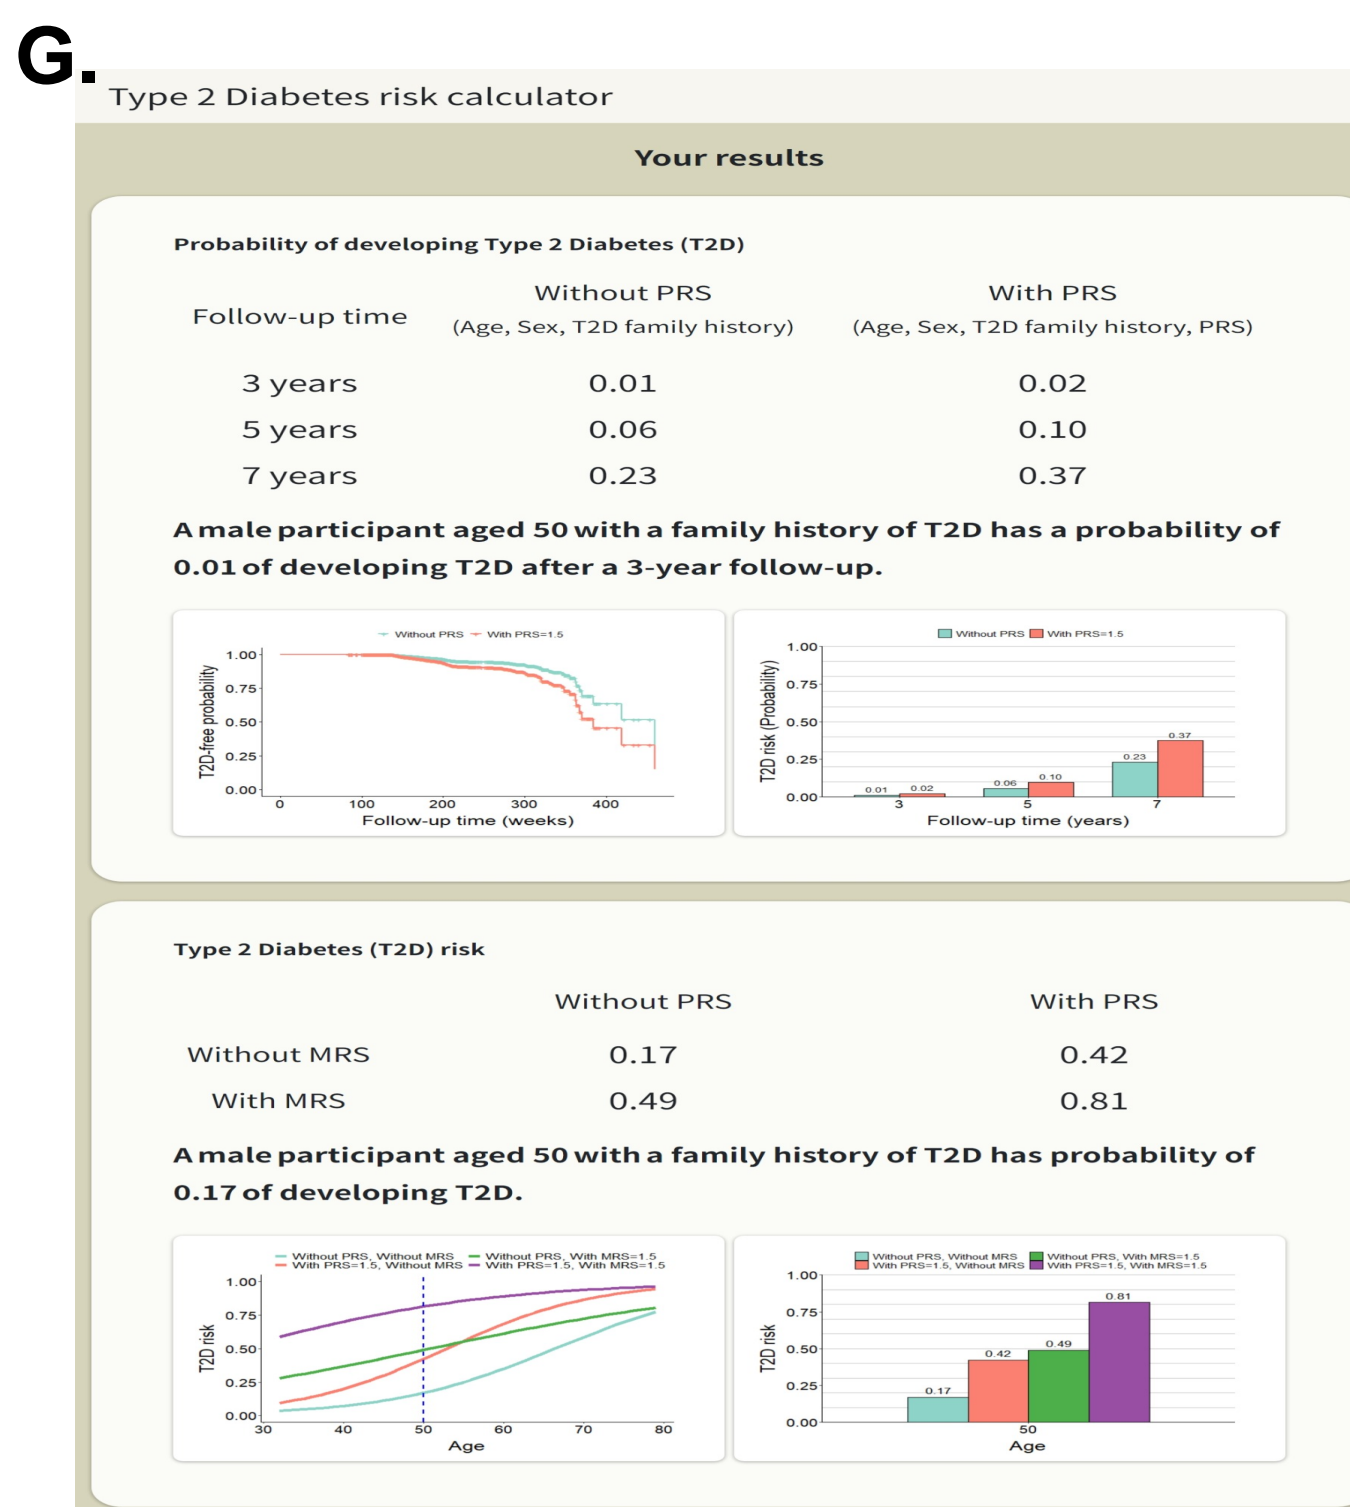 G.
Type 2 Diabetes risk calculator
Your results
Probability of developing Type 2 Diabetes (T2D)
Follow-up time
Without PRS
(Age, Sex, T2D family history)
With PRS
(Age, Sex, T2D family history, PRS)
3 years 0.01 0.02
5 years 0.06 0.10
7 years 0.23 0.37
A male participant aged 50 with a family history of T2D has a probability of
0.01 of developing T2D after a 3-year follow-up.
Without PRS With PRS=1.5
T2D-free probability
1.00
0.75
0.50
0.25
0.00
0 100 200 300 400
Follow-up time (weeks)
Without PRS With PRS=1.5
T2D risk (Probability)
1.00
0.75
0.50
0.25
0.00
0.01 0.02 0.06 0.10 0.23 0.37
3 5 7
Follow-up time (years)
Type 2 Diabetes (T2D) risk
Without PRS With PRS
Without MRS 0.17 0.42
With MRS 0.49 0.81
A male participant aged 50 with a family history of T2D has probability of
0.17 of developing T2D.
Without PRS, Without MRS Without PRS, With MRS=1.5
With PRS=1.5, Without MRS With PRS=1.5, With MRS=1.5
T2D risk
1.00
0.75
0.50
0.25
0.00
30 40 50 60 70 80
Age
Without PRS, Without MRS Without PRS, With MRS=1.5
With PRS=1.5, Without MRS With PRS=1.5, With MRS=1.5
T2D risk
1.00
0.75
0.50
0.25
0.00
0.17 0.42 0.49 0.81
50
Age